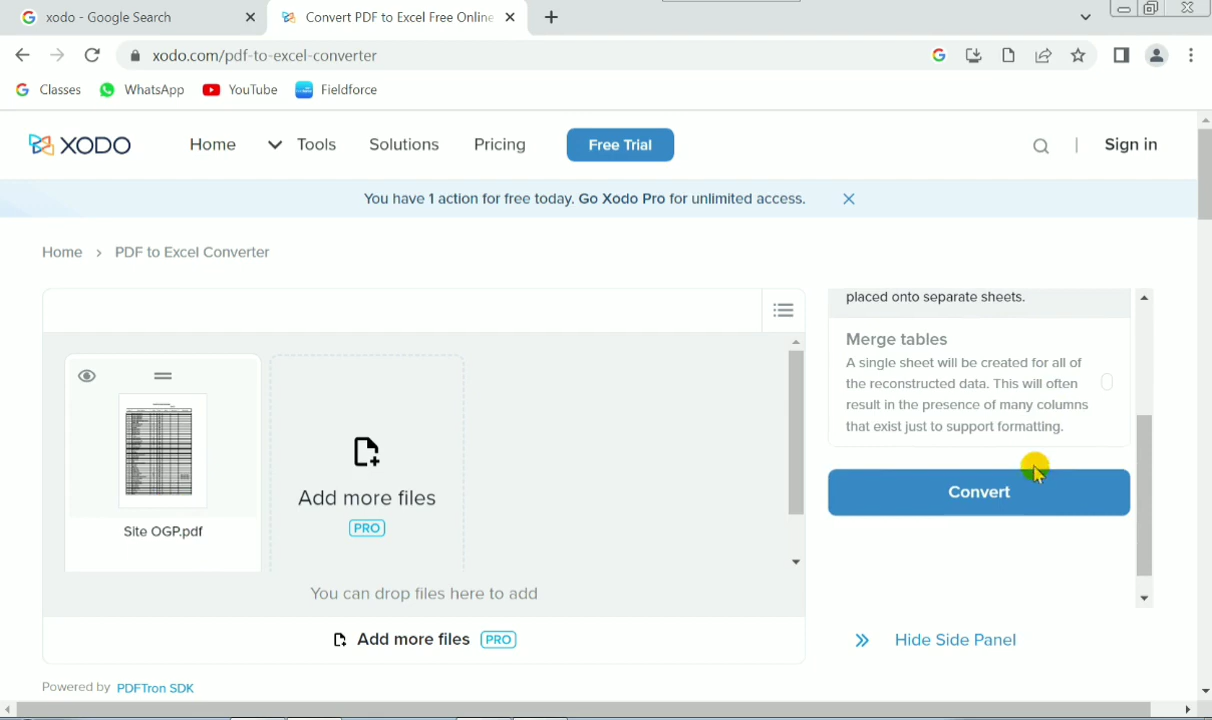 xodo - Google Search
Convert PDF to Excel Free Online
xodo.com/pdf-to-excel-converter
Classes
WhatsApp
YouTube
Fieldforce
XODO
Home
Tools
Solutions
Pricing
Free Trial
Sign in
You have 1 action for free today. Go Xodo Pro for unlimited access.
Home > PDF to Excel Converter
placed onto separate sheets.
Merge tables
A single sheet will be created for all of
the reconstructed data. This will often
result in the presence of many columns
that exist just to support formatting.
Convert
Add more files
PRO
Site OGP.pdf
You can drop files here to add
Add more files PRO
Hide Side Panel
Powered by PDFTron SDK